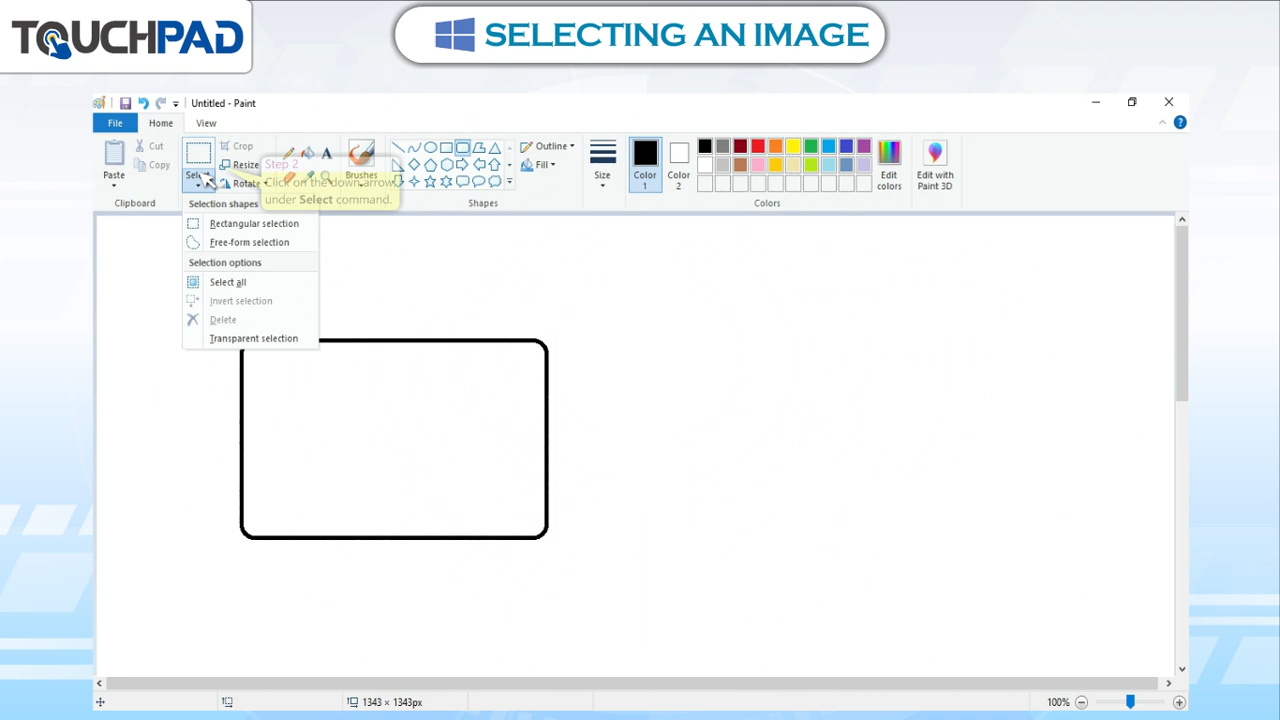 TOUCHPAD
SELECTING AN IMAGE
Untitled - Paint
File Home View
Paste
Cut
Copy
Clipboard
Select
Crop
Resize
Rotate
Step 2
Click on the down arrow
under Select command.
A
Brushes
Shapes
Outline
Fill
Size
Color
1
Color
2
Colors
Edit
colors
Edit with
Paint 3D
Selection shapes
Rectangular selection
Free-form selection
Selection options
Select all
Invert selection
Delete
Transparent selection
1343 × 1343px
100%